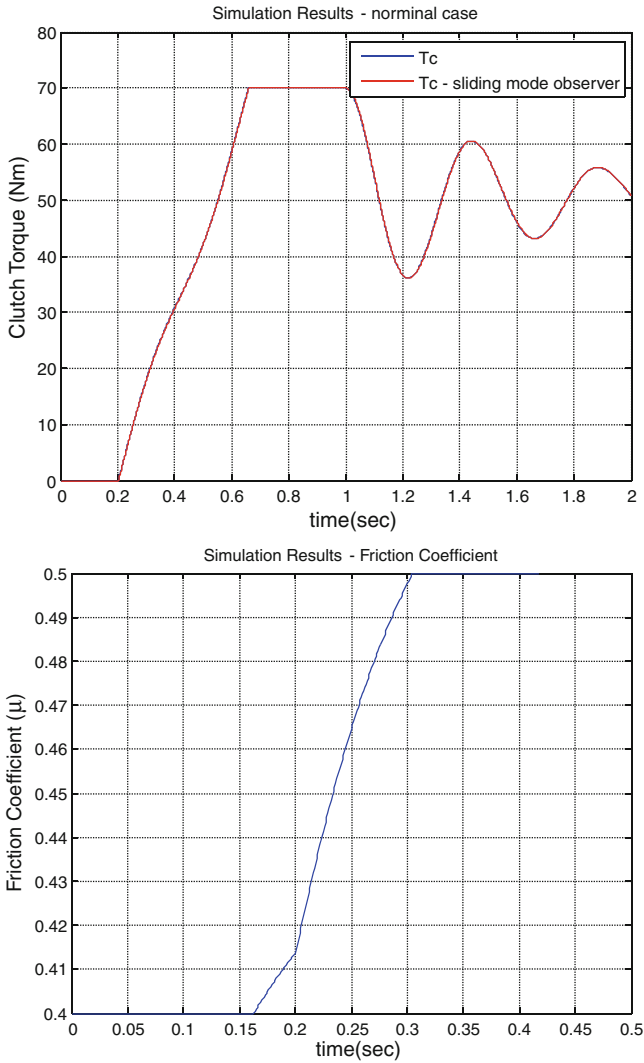 Simulation Results - norminal case
Tc
Tc - sliding mode observer
Clutch Torque (Nm)
80
70
60
50
40
30
20
10
0
0 0.2 0.4 0.6 0.8 1 1.2 1.4 1.6 1.8 2
time(sec)
Simulation Results - Friction Coefficient
Friction Coefficient (μ)
0.5
0.49
0.48
0.47
0.46
0.45
0.44
0.43
0.42
0.41
0.4
0 0.05 0.1 0.15 0.2 0.25 0.3 0.35 0.4 0.45 0.5
time(sec)